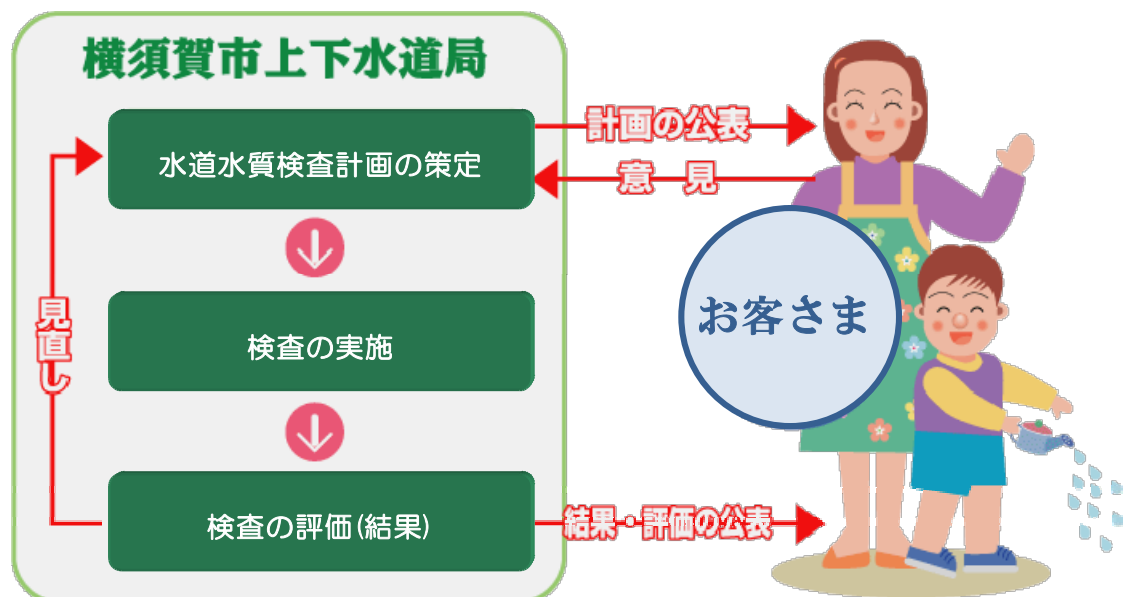 横須賀市上下水道局
水道水質検査計画の策定
計画の公表
意 見
見直し
検査の実施
お客さま
検査の評価(結果)
結果・評価の公表